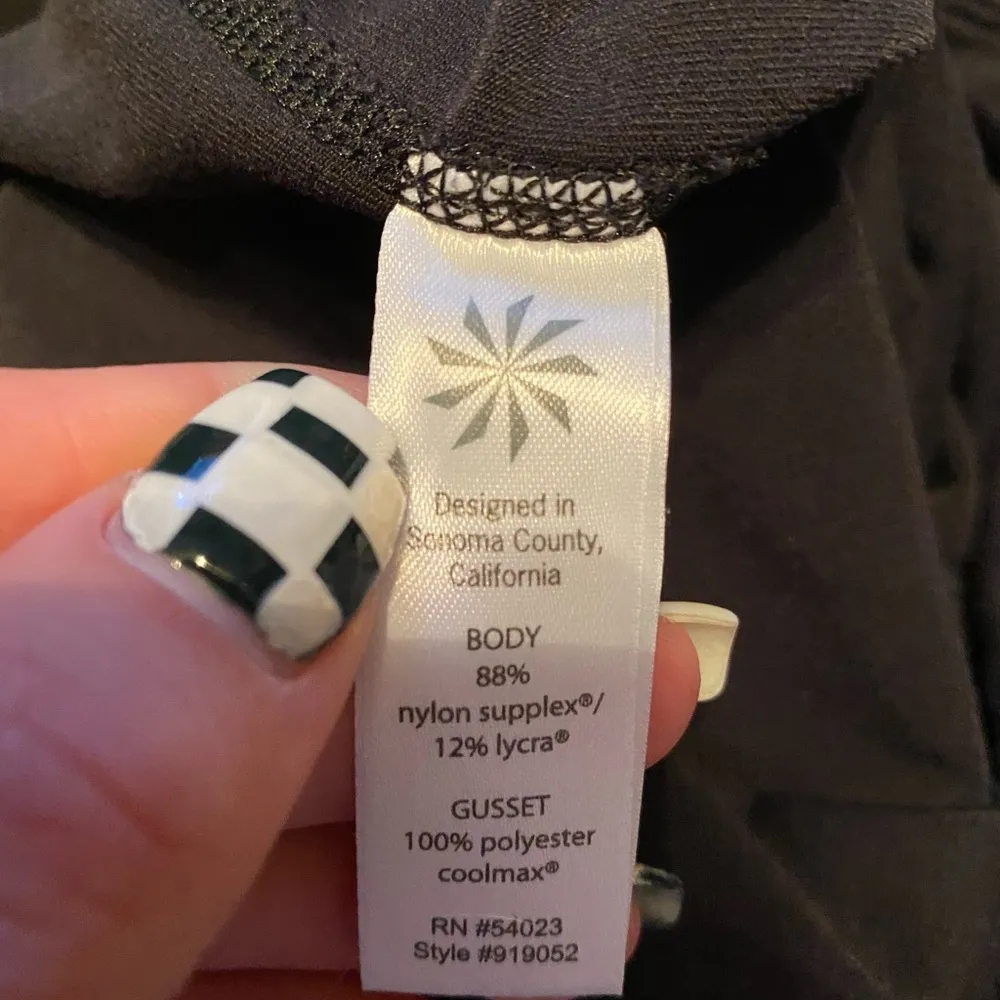 Designed in
Sonoma County,
California
BODY
88%
nylon supplex®/
12% lycra®
GUSSET
100% polyester
coolmax®
RN #54023
Style #919052